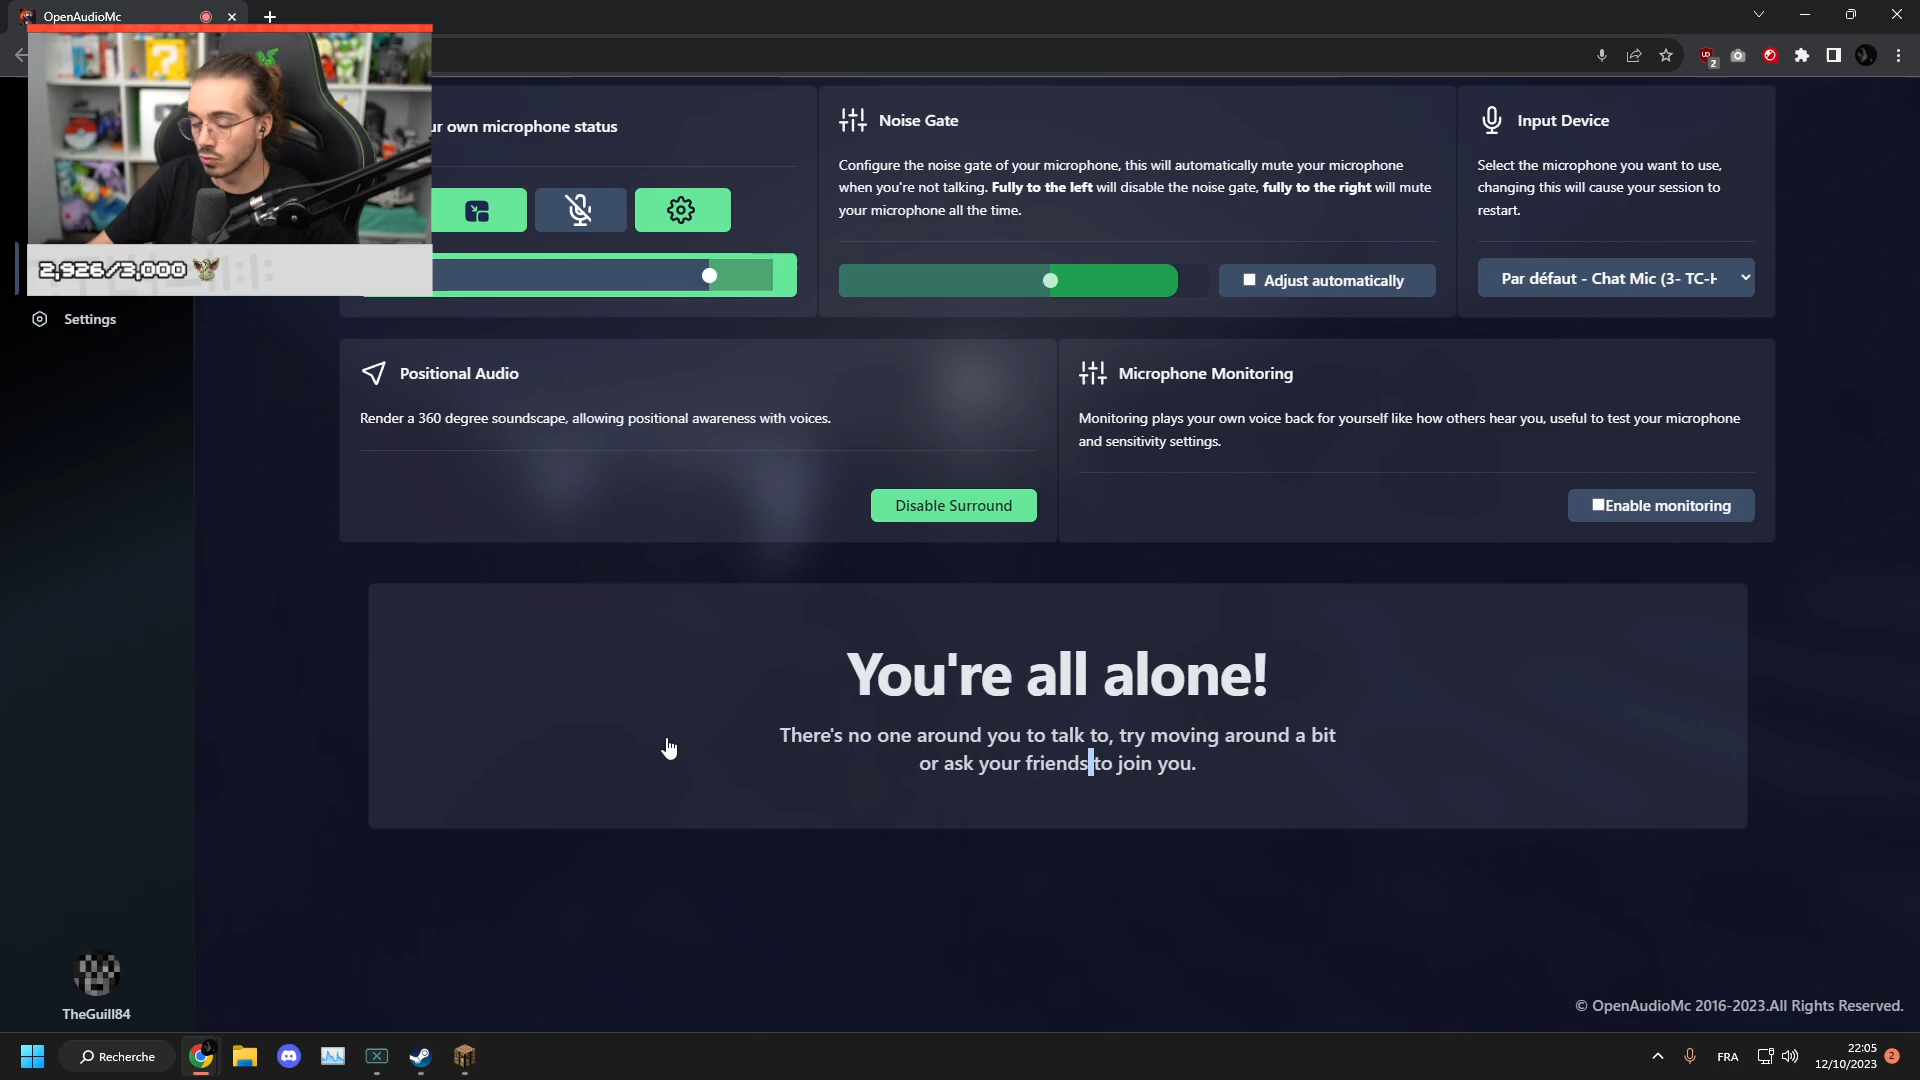 OpenAudioMc
2
2,926/3,000
ur own microphone status
Noise Gate
Configure the noise gate of your microphone, this will automatically mute your microphone
when you're not talking. Fully to the left will disable the noise gate, fully to the right will mute
your microphone all the time.
Adjust automatically
Input Device
Select the microphone you want to use,
changing this will cause your session to
restart.
Par défaut - Chat Mic (3- TC-H
Settings
Positional Audio
Render a 360 degree soundscape, allowing positional awareness with voices.
Disable Surround
Microphone Monitoring
Monitoring plays your own voice back for yourself like how others hear you, useful to test your microphone
and sensitivity settings.
Enable monitoring
You're all alone!
There's no one around you to talk to, try moving around a bit
or ask your friends to join you.
TheGuill84
© OpenAudioMc 2016-2023.All Rights Reserved.
Recherche
FRA
22:05
12/10/2023
2